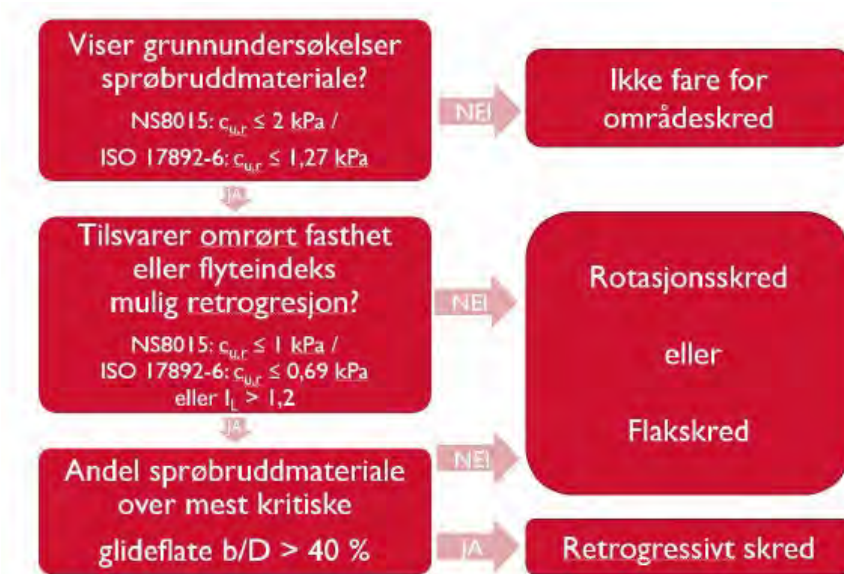 Viser grunnundersøkelser
sprøbruddmateriale?
NS8015: cu,r ≤ 2 kPa /
ISO 17892-6: cu,r ≤ 1,27 kPa
NEI
Ikke fare for
områdeskred
JA
Tilsvarer omrørt fasthet
eller flyteindeks
mulig retrogresjon?
NS8015: cu,r ≤ 1 kPa /
ISO 17892-6: cu,r ≤ 0,69 kPa
eller IL > 1,2
NEI
Rotasjonsskred
eller
Flakskred
JA
Andel sprøbruddmateriale
over mest kritiske
glideflate b/D > 40 %
NEI
JA
Retrogressivt skred